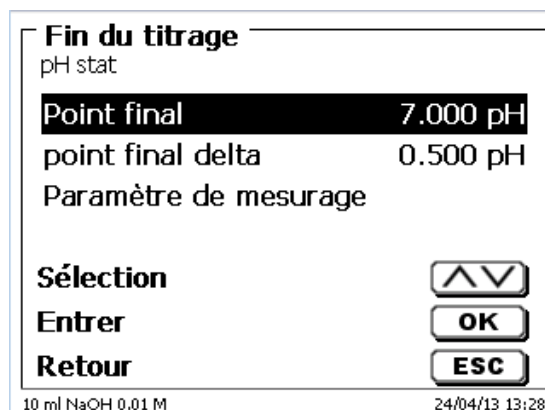 Fin du titrage
pH stat
Point final 7.000 pH
point final delta 0.500 pH
Paramètre de mesurage
Sélection
Entrer OK
Retour ESC
10 ml NaOH 0.01 M 24/04/13 13:28